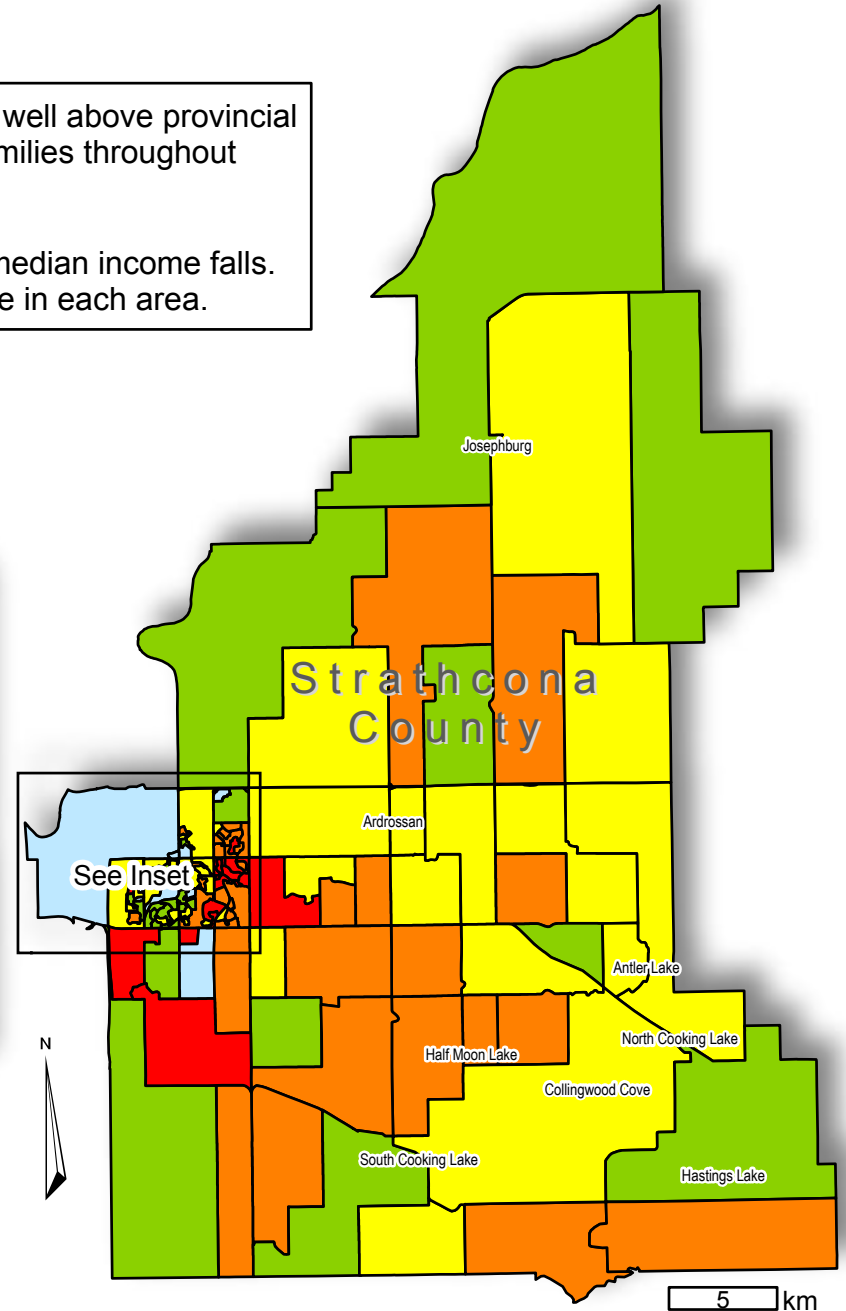 well above provincial
milies throughout
median income falls.
e in each area.
Josephburg
Strathcona
County
Ardrossan
See Inset
Antler Lake
North Cooking Lake
Half Moon Lake
Collingwood Cove
South Cooking Lake
Hastings Lake
N
5 km